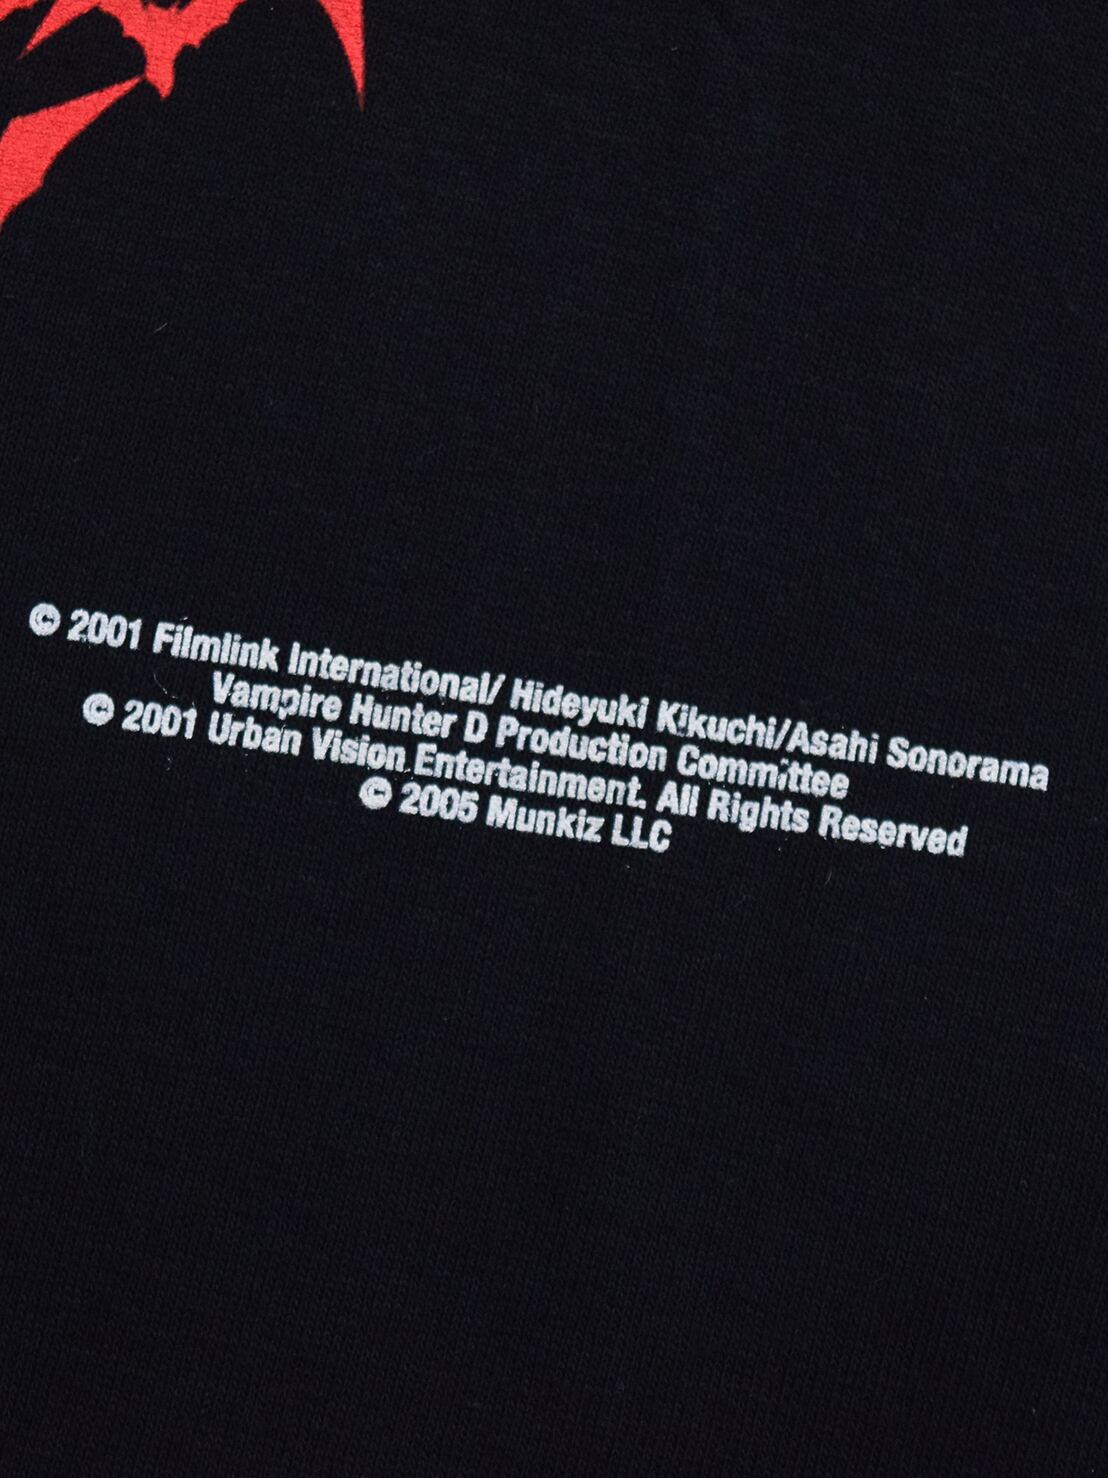 © 2001 Filmlink International/ Hideyuki Kikuchi/Asahi Sonorama
Vampire Hunter D Production Committee
© 2001 Urban Vision Entertainment. All Rights Reserved
© 2005 Munkiz LLC